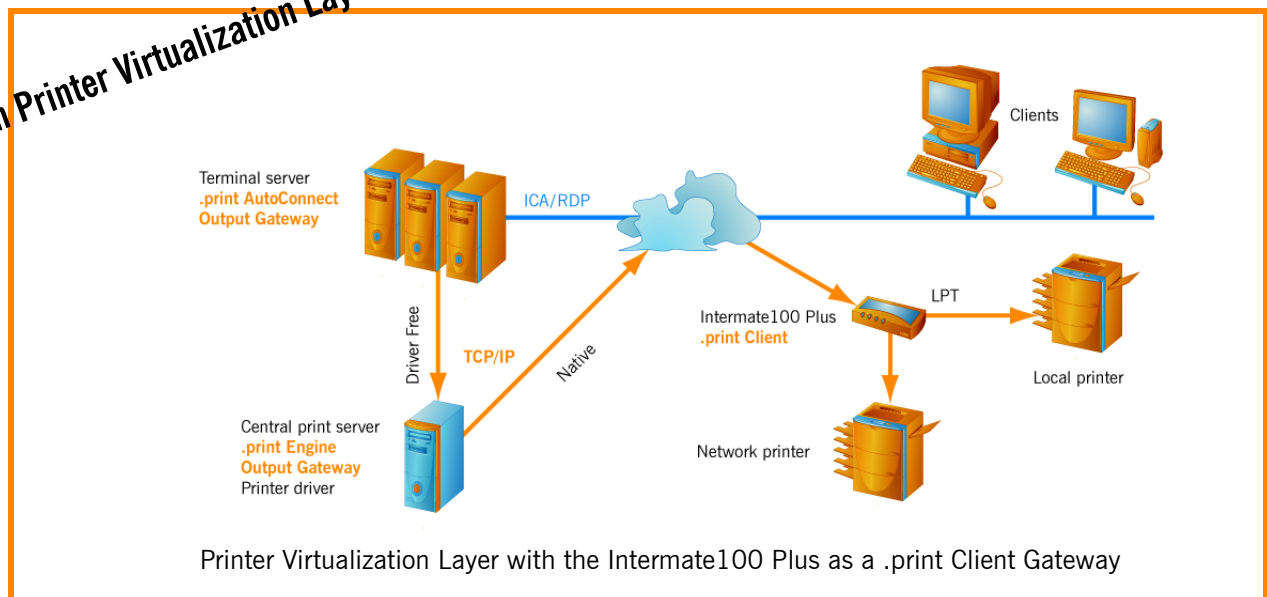 Printer Virtualization
Clients
Terminal server
.print AutoConnect
Output Gateway
ICA/RDP
LPT
Intermate100 Plus
.print Client
Driver Free
TCP/IP
Native
Local printer
Central print server
.print Engine
Output Gateway
Printer driver
Network printer
Printer Virtualization Layer with the Intermate100 Plus as a .print Client Gateway